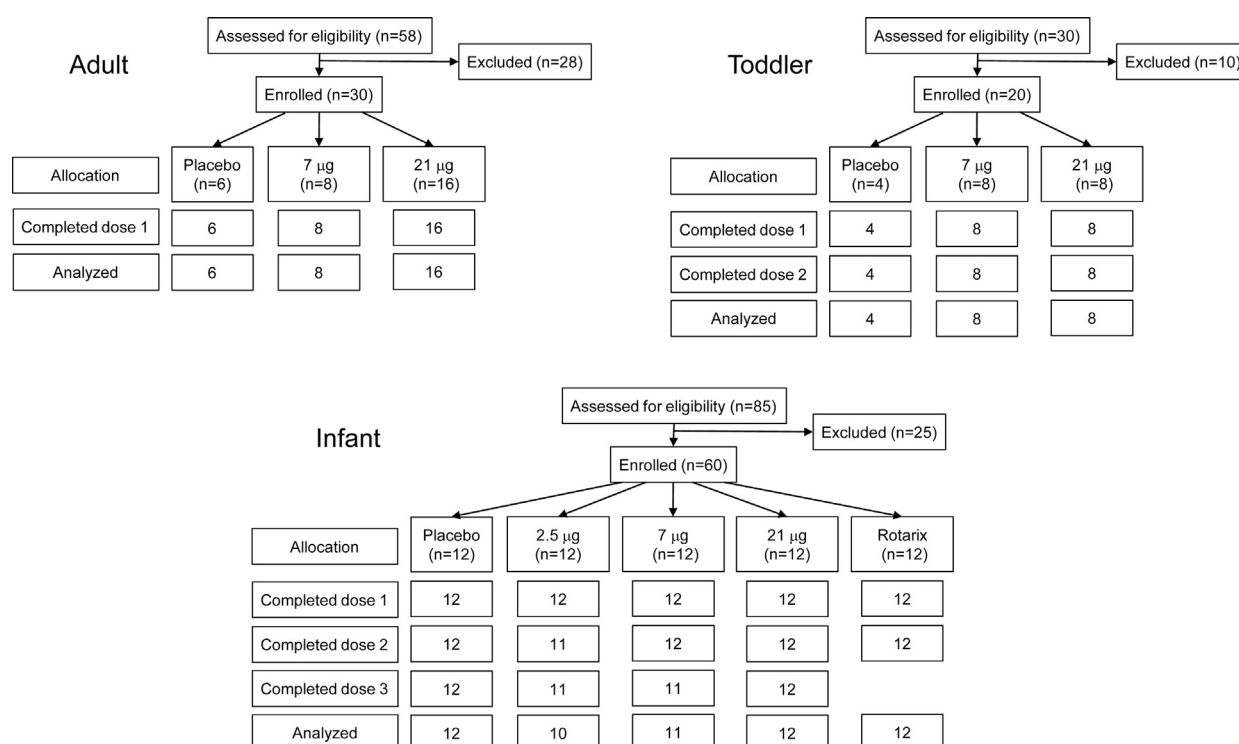 Adult
Assessed for eligibility (n=58)
Excluded (n=28)
Enrolled (n=30)
Allocation
Placebo
(n=6)
7 μg
(n=8)
21 μg
(n=16)
Completed dose 1
6
8
16
Analyzed
6
8
16
Toddler
Assessed for eligibility (n=30)
Excluded (n=10)
Enrolled (n=20)
Allocation
Placebo
(n=4)
7 μg
(n=8)
21 μg
(n=8)
Completed dose 1
4
8
8
Completed dose 2
4
8
8
Analyzed
4
8
8
Infant
Assessed for eligibility (n=85)
Excluded (n=25)
Enrolled (n=60)
Allocation
Placebo
(n=12)
2.5 μg
(n=12)
7 μg
(n=12)
21 μg
(n=12)
Rotarix
(n=12)
Completed dose 1
12
12
12
12
12
Completed dose 2
12
11
12
12
12
Completed dose 3
12
11
11
12
Analyzed
12
10
11
12
12